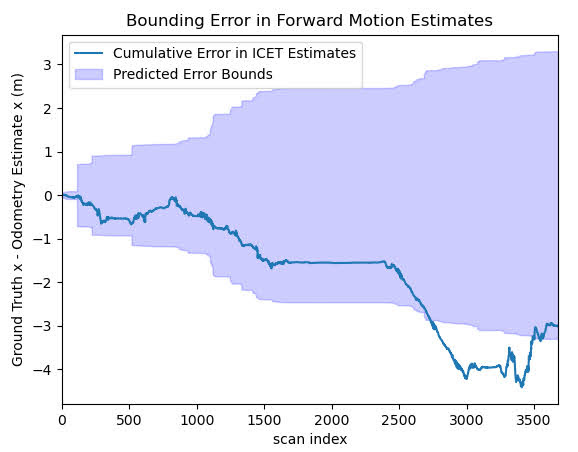 Bounding Error in Forward Motion Estimates
Cumulative Error in ICET Estimates
Predicted Error Bounds
Ground Truth x - Odometry Estimate x (m)
3
2
1
0
−1
−2
−3
−4
0 500 1000 1500 2000 2500 3000 3500
scan index